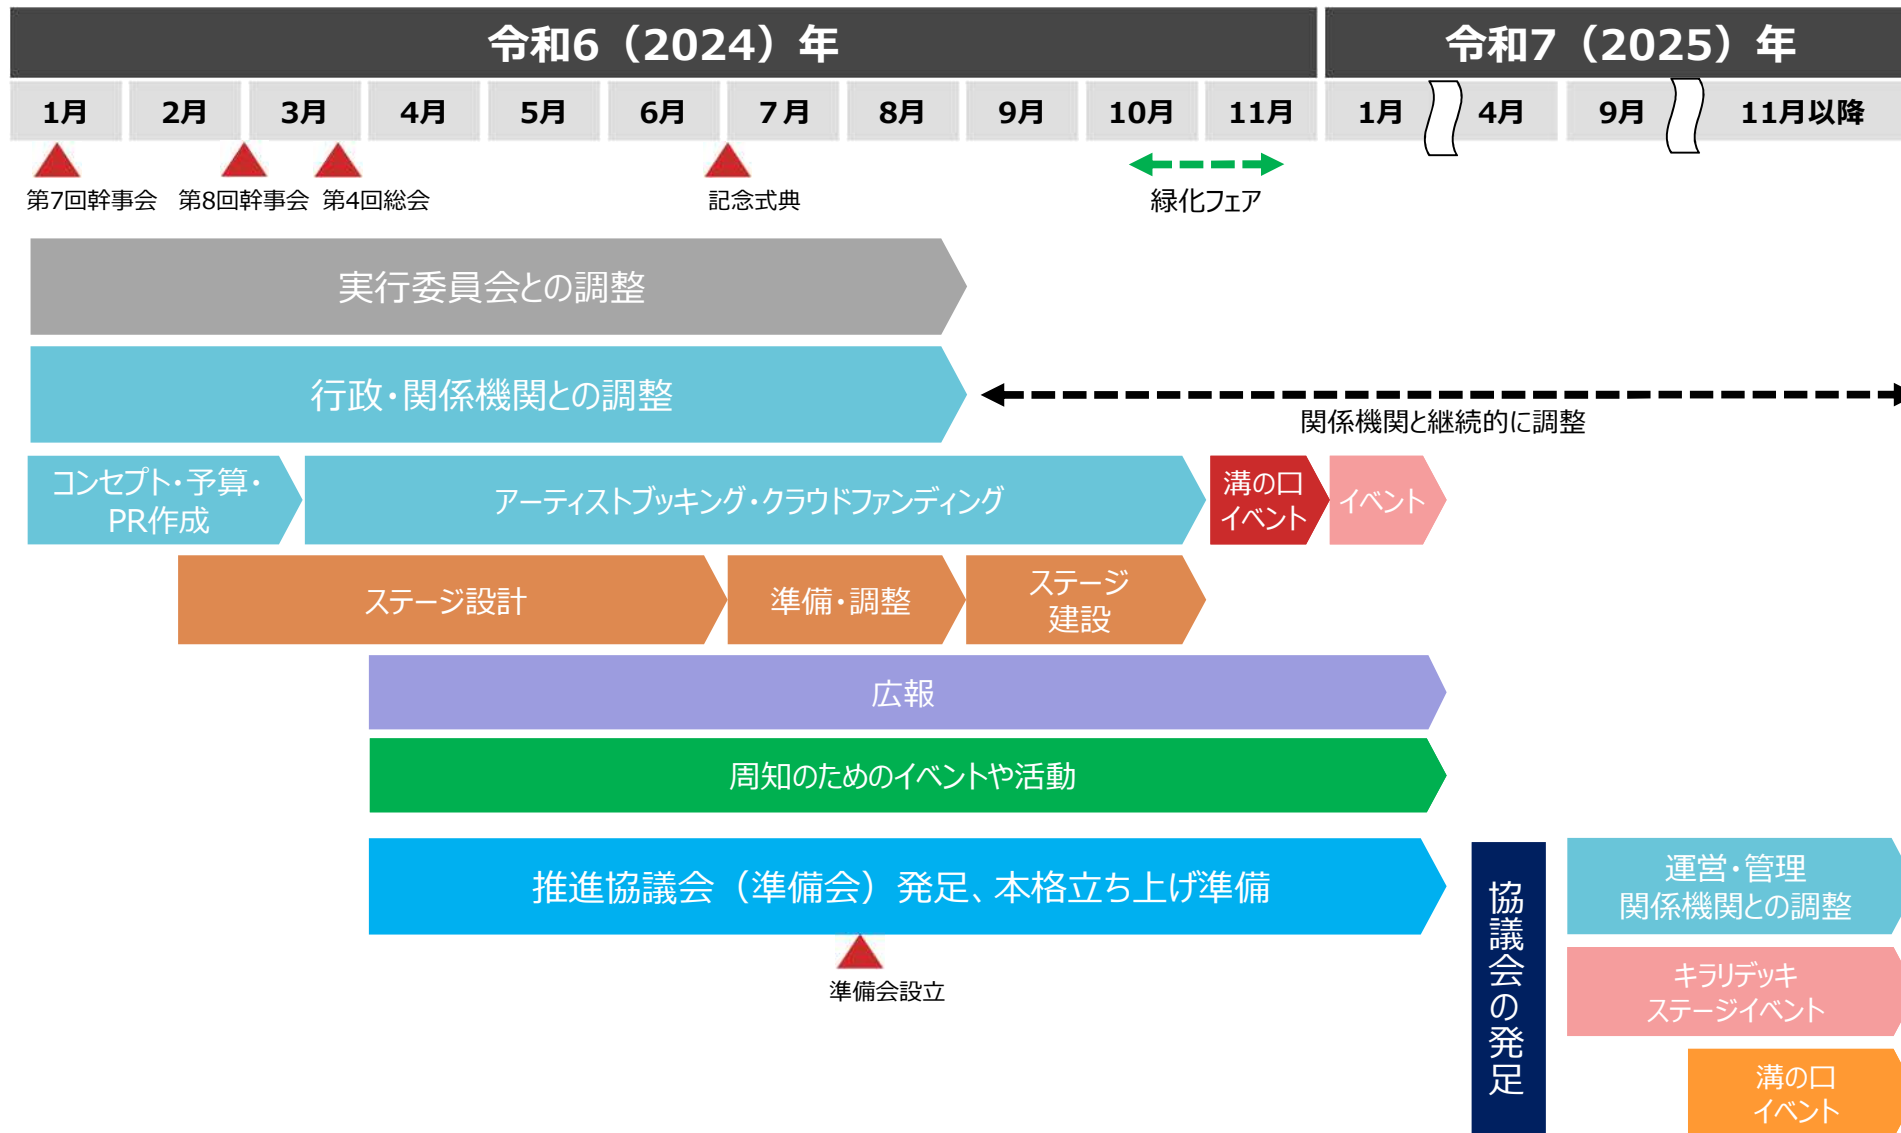 令和6（2024）年
令和7（2025）年
1月
2月
3月
4月
5月
6月
7月
8月
9月
10月
11月
1月
4月
9月
11月以降
第7回幹事会
第8回幹事会
第4回総会
記念式典
緑化フェア
実行委員会との調整
行政・関係機関との調整
関係機関と継続的に調整
コンセプト・予算・
PR作成
アーティストブッキング・クラウドファンディング
溝の口
イベント
イベント
ステージ設計
準備・調整
ステージ
建設
広報
周知のためのイベントや活動
推進協議会（準備会）発足、本格立ち上げ準備
準備会設立
協議会の発足
運営・管理
関係機関との調整
キラリデッキ
ステージイベント
溝の口
イベント